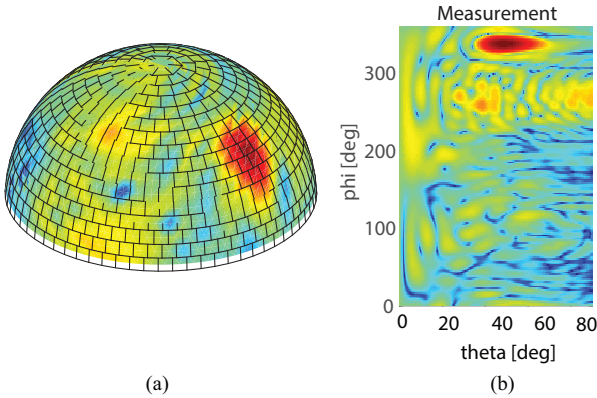 Measurement
phi [deg]
300
200
100
0
0 20 40 60 80
theta [deg]
(a)
(b)